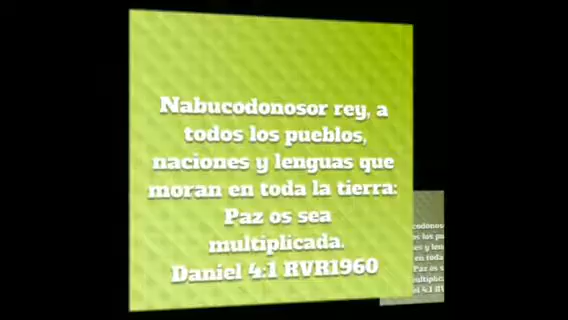 Nabucodonosor rey, a
todos los pueblos,
naciones y lenguas que
moran en toda la tierra:
Paz os sea
multiplicada.
Daniel 4:1 RVR1960